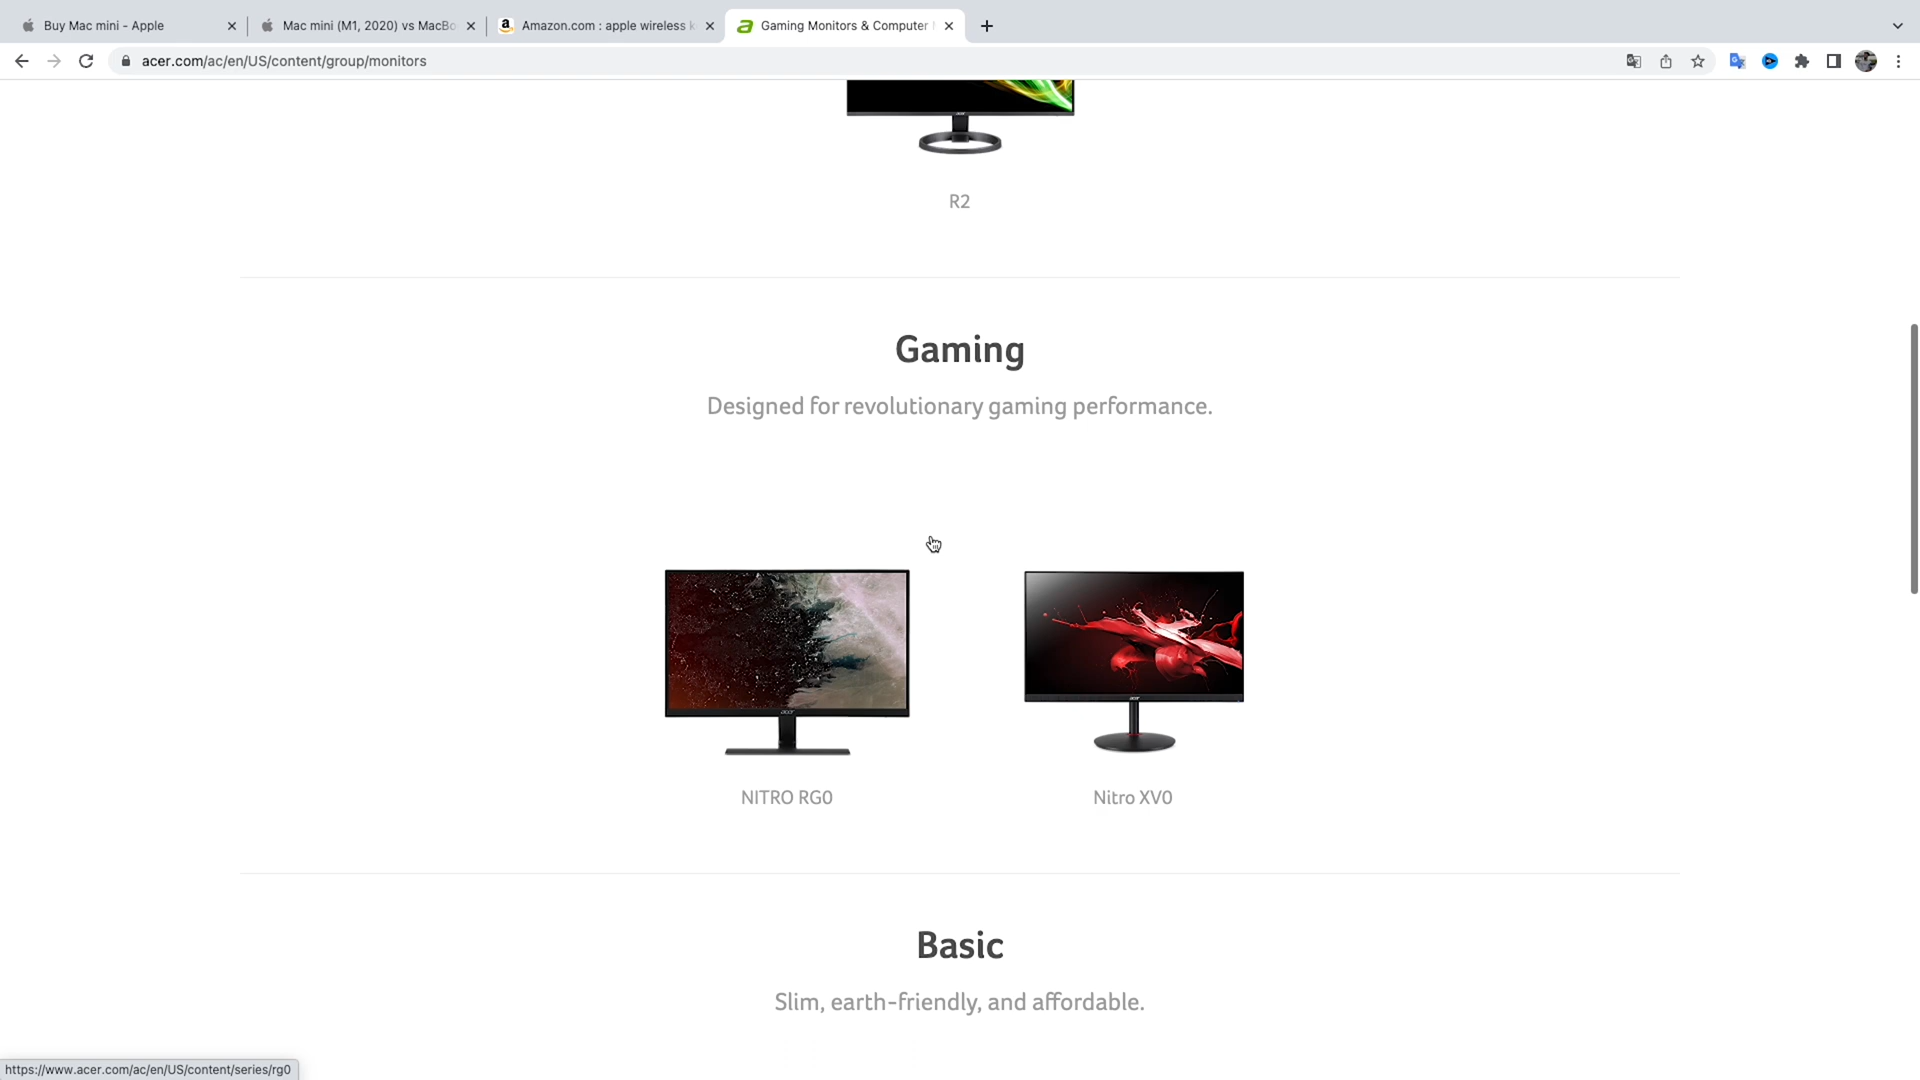 Buy Mac mini - Apple
Mac mini (M1, 2020) vs MacBo
Amazon.com : apple wireless k
Gaming Monitors & Computer
acer.com/ac/en/US/content/group/monitors
R2
Gaming
Designed for revolutionary gaming performance.
acer
acer
NITRO RG0
Nitro XV0
Basic
Slim, earth-friendly, and affordable.
https://www.acer.com/ac/en/US/content/series/rg0